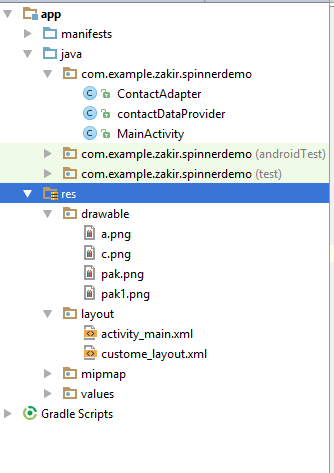 app
manifests
java
com.example.zakir.spinnerdemo
ContactAdapter
contactDataProvider
MainActivity
com.example.zakir.spinnerdemo (androidTest)
com.example.zakir.spinnerdemo (test)
res
drawable
a.png
c.png
pak.png
pak1.png
layout
activity_main.xml
custome_layout.xml
mipmap
values
Gradle Scripts